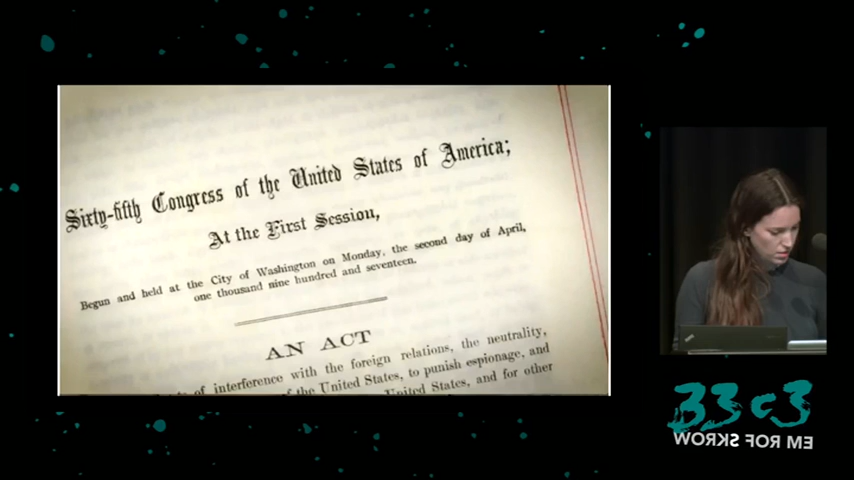 Sixty-fifth Congress of the United States of America;
At the First Session,
Begun and held at the City of Washington on Monday, the second day of April,
one thousand nine hundred and seventeen.
AN ACT
of interference with the foreign relations, the neutrality,
of the United States, to punish espionage, and
United States, and for other
33c3
WORKS FOR ME